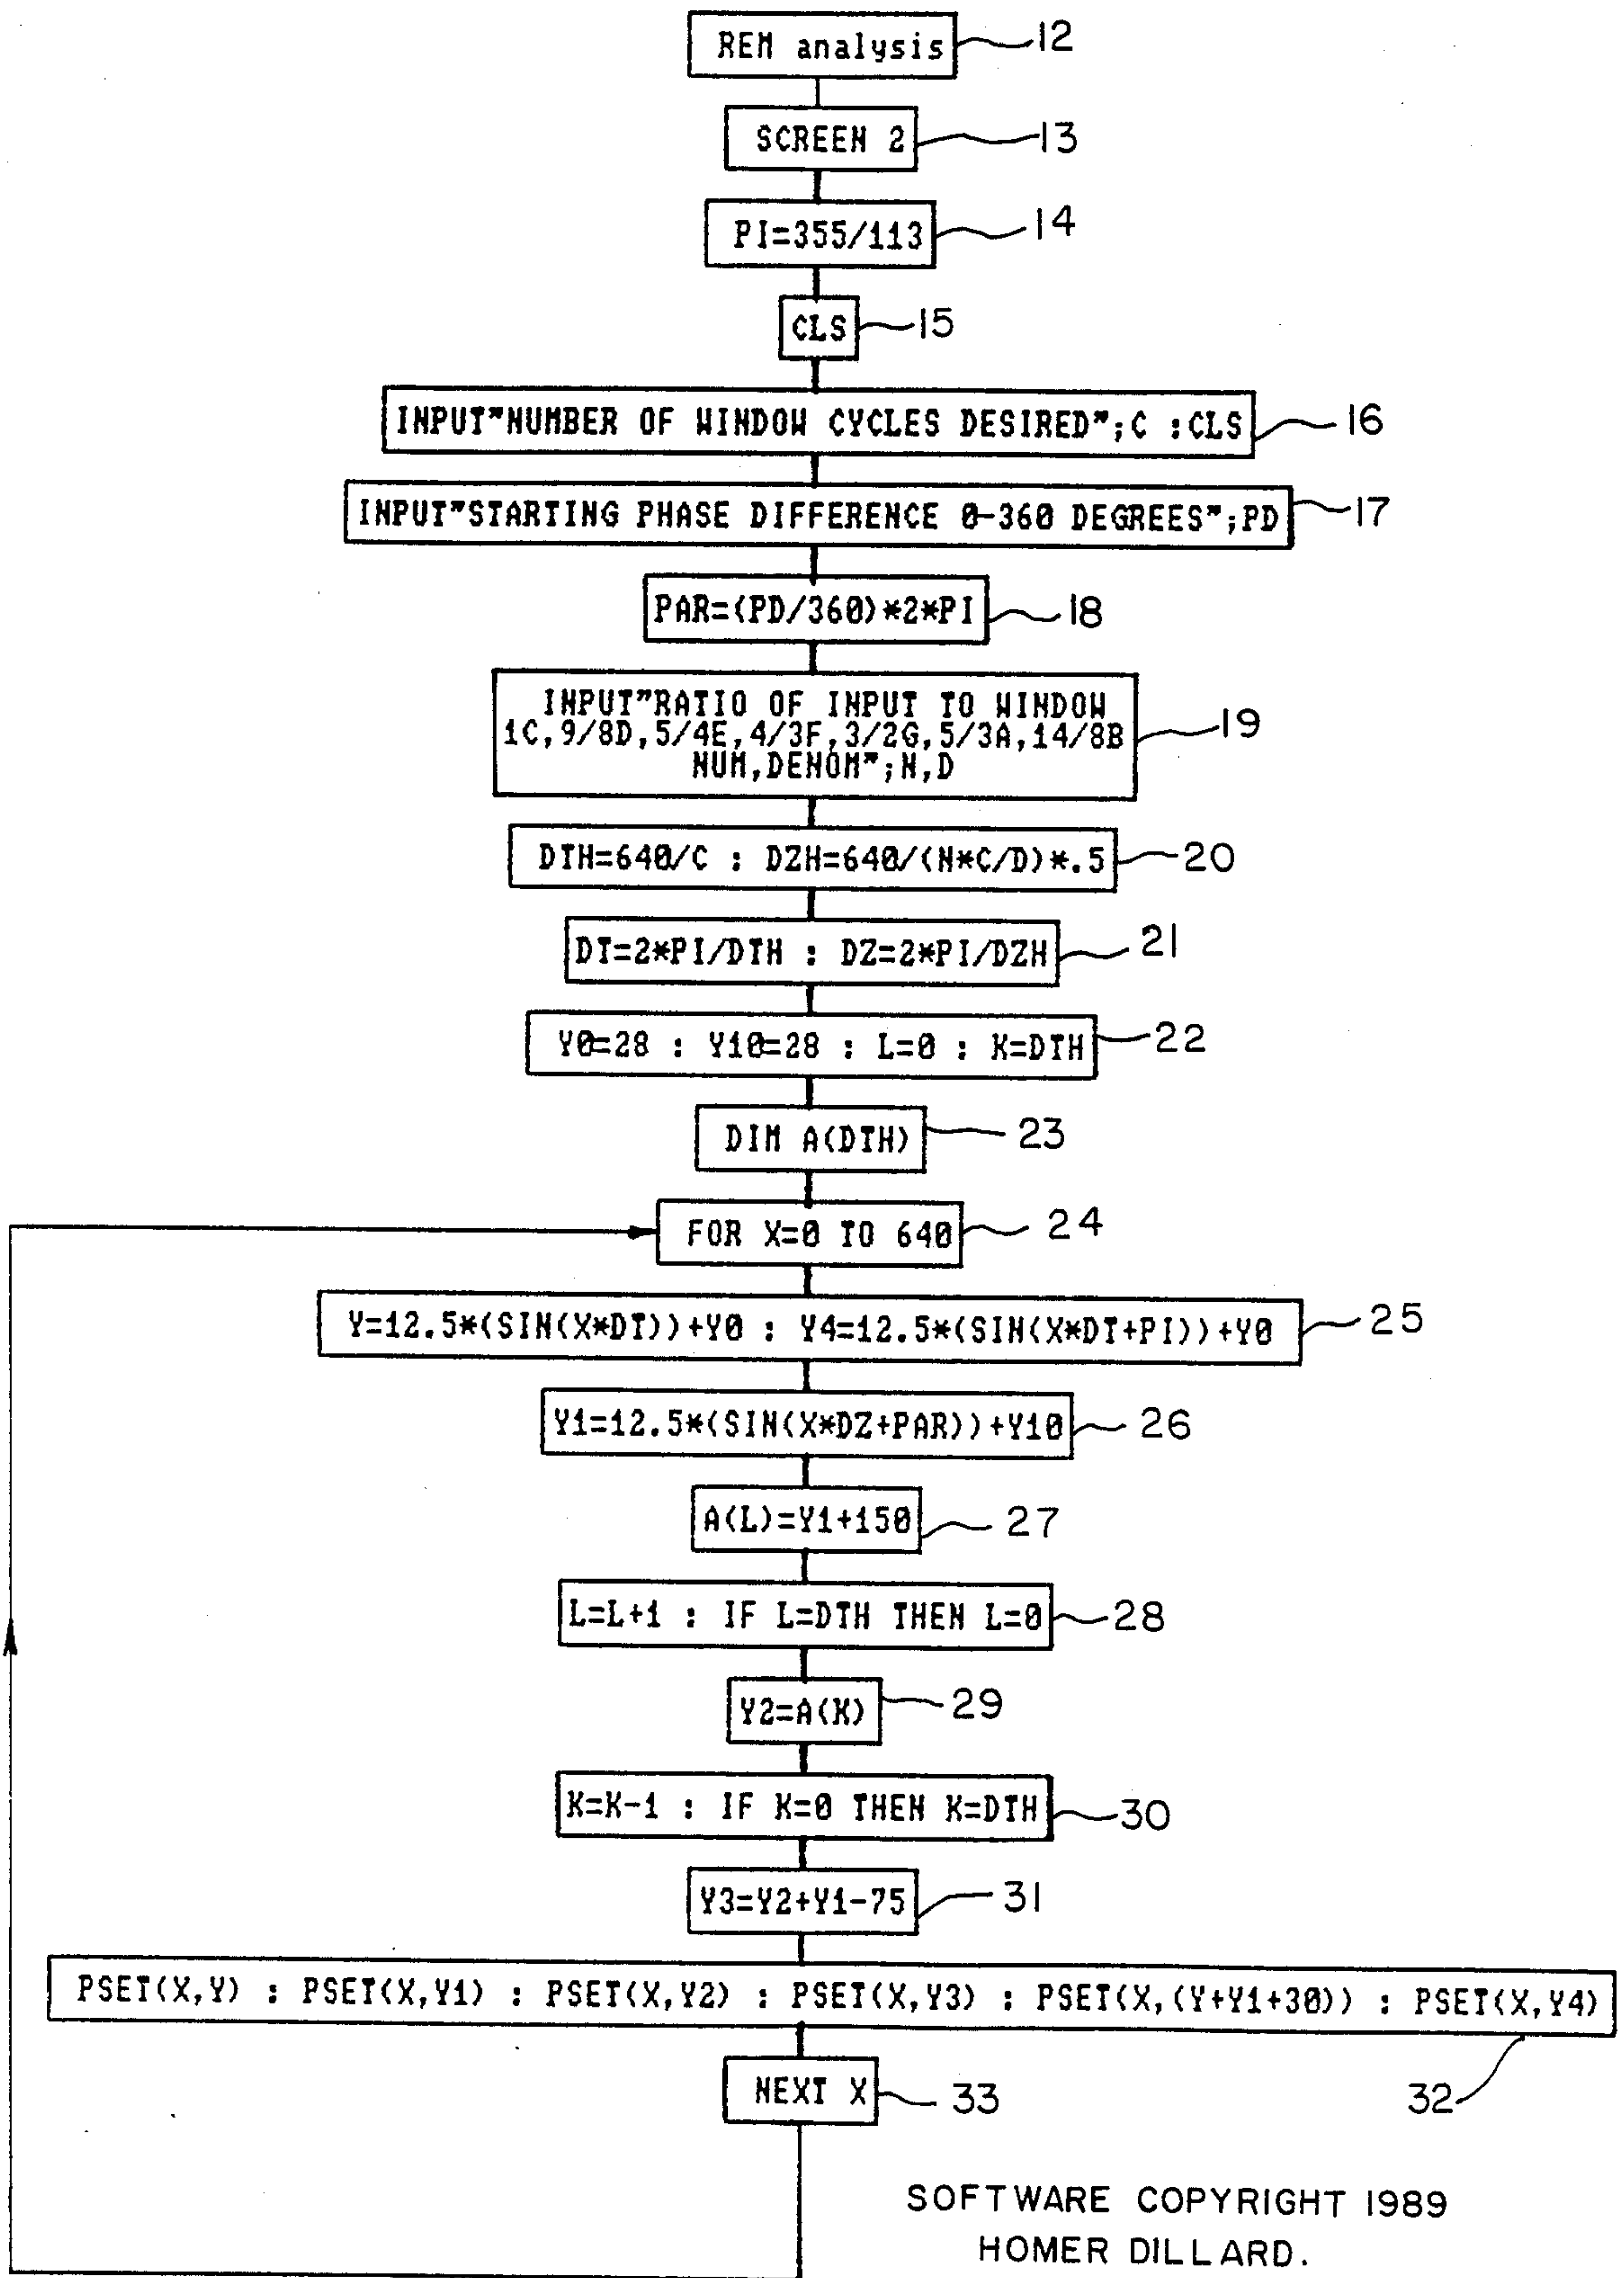 REM analysis 12
SCREEN 2 13
PI=355/113 14
CLS 15
INPUT"NUMBER OF WINDOW CYCLES DESIRED";C :CLS 16
INPUT"STARTING PHASE DIFFERENCE 0-360 DEGREES";PD 17
PAR=(PD/360)*2*PI 18
INPUT"RATIO OF INPUT TO WINDOW
1C,9/8D,5/4E,4/3F,3/2G,5/3A,14/8B 19
NUM,DENOM";N,D
DTH=640/C : DZH=640/(N*C/D)*.5 20
DT=2*PI/DTH : DZ=2*PI/DZH 21
Y0=28 : Y10=28 : L=0 : K=DTH 22
DIM A(DTH) 23
FOR X=0 TO 640 24
Y=12.5*(SIN(X*DT))+Y0 : Y4=12.5*(SIN(X*DT+PI))+Y0 25
Y1=12.5*(SIN(X*DZ+PAR))+Y10 26
A(L)=Y1+150 27
L=L+1 : IF L=DTH THEN L=0 28
Y2=A(K) 29
K=K-1 : IF K=0 THEN K=DTH 30
Y3=Y2+Y1-75 31
PSET(X,Y) : PSET(X,Y1) : PSET(X,Y2) : PSET(X,Y3) : PSET(X,(Y+Y1+30)) : PSET(X,Y4)
NEXT X 33 32
SOFTWARE COPYRIGHT 1989
HOMER DILLARD.